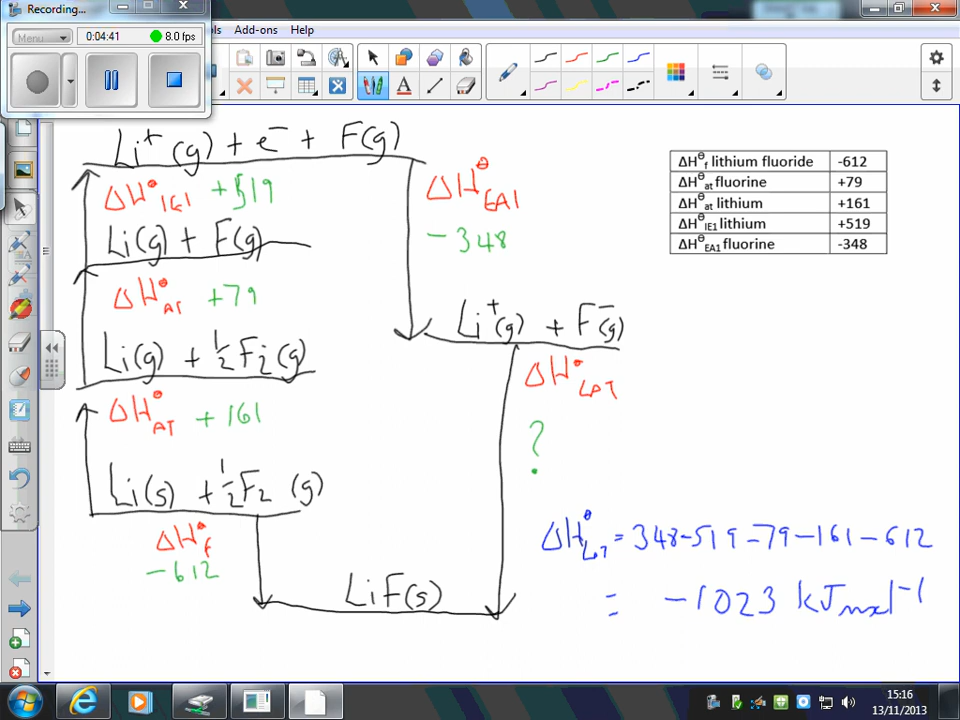 Recording...
Menu
0:04:41
8.0 fps
ols Add-ons Help
Li⁺(g) + e⁻ + F(g)
ΔH°IE1 +519
Li(g) + F(g)
ΔH°AT +79
Li(g) + ½F₂(g)
ΔH°AT +161
Li(s) + ½F₂ (g)
ΔH°f
-612
LiF(s)
ΔH°EA1
-348
Li⁺(g) + F⁻(g)
ΔH°LAT
?
ΔH°LAT = 348-519-79-161-612
= -1023 kJmol⁻¹
ΔH⦵f lithium fluoride -612
ΔH⦵at fluorine +79
ΔH⦵at lithium +161
ΔH⦵IE1 lithium +519
ΔH⦵EA1 fluorine -348
15:16
13/11/2013